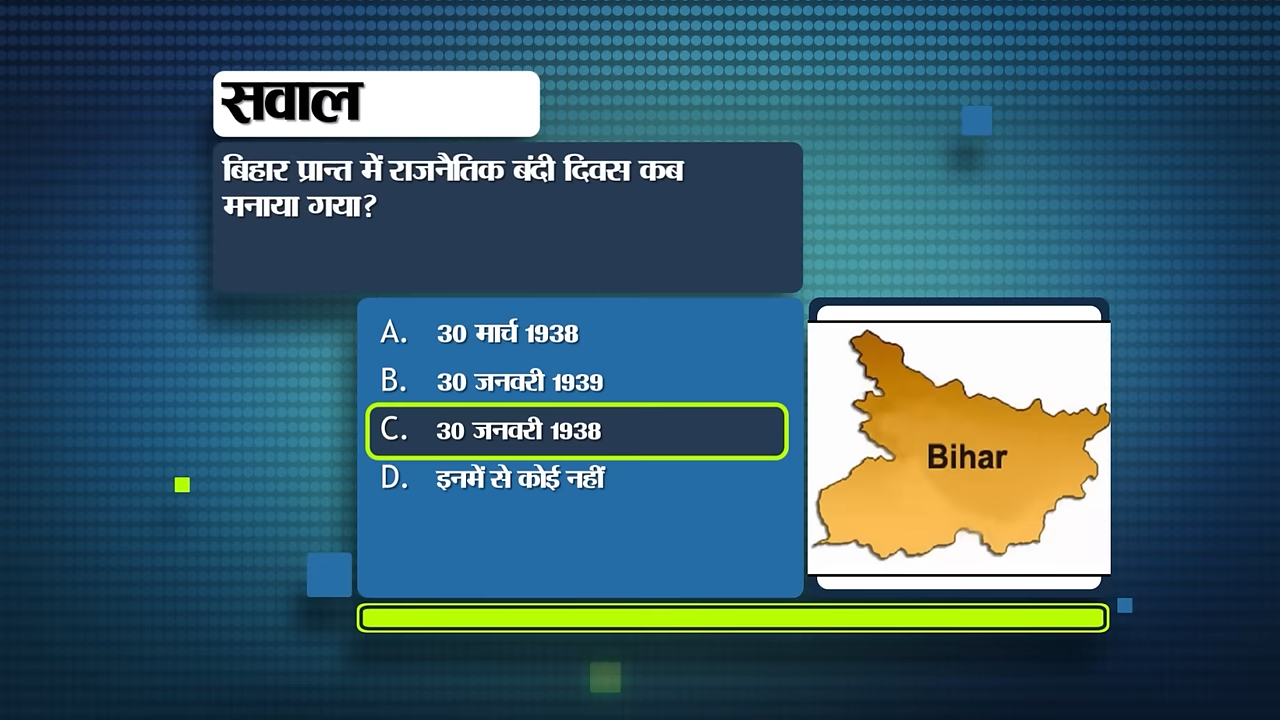 सवाल
बिहार प्रान्त में राजनैतिक बंदी दिवस कब
मनाया गया?
A. 30 मार्च 1938
B. 30 जनवरी 1939
C. 30 जनवरी 1938
D. इनमें से कोई नहीं
Bihar